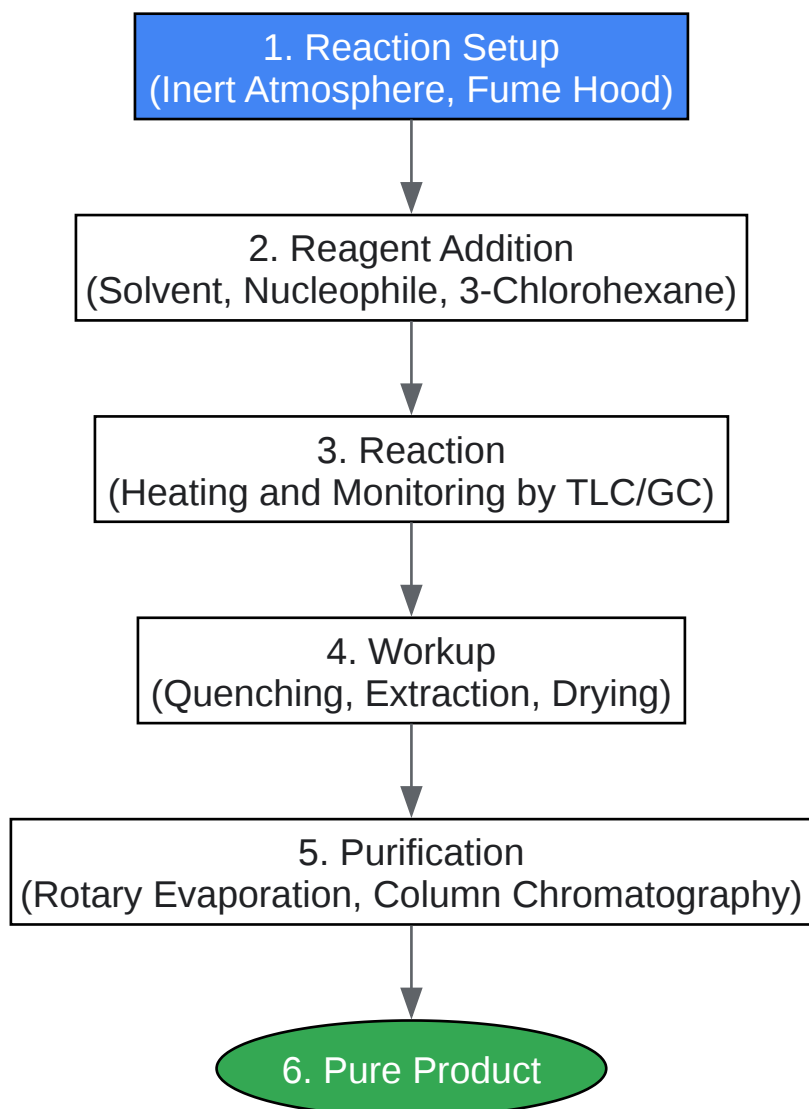 1. Reaction Setup
(Inert Atmosphere, Fume Hood)
2. Reagent Addition
(Solvent, Nucleophile, 3-Chlorohexane)
3. Reaction
(Heating and Monitoring by TLC/GC)
4. Workup
(Quenching, Extraction, Drying)
5. Purification
(Rotary Evaporation, Column Chromatography)
6. Pure Product